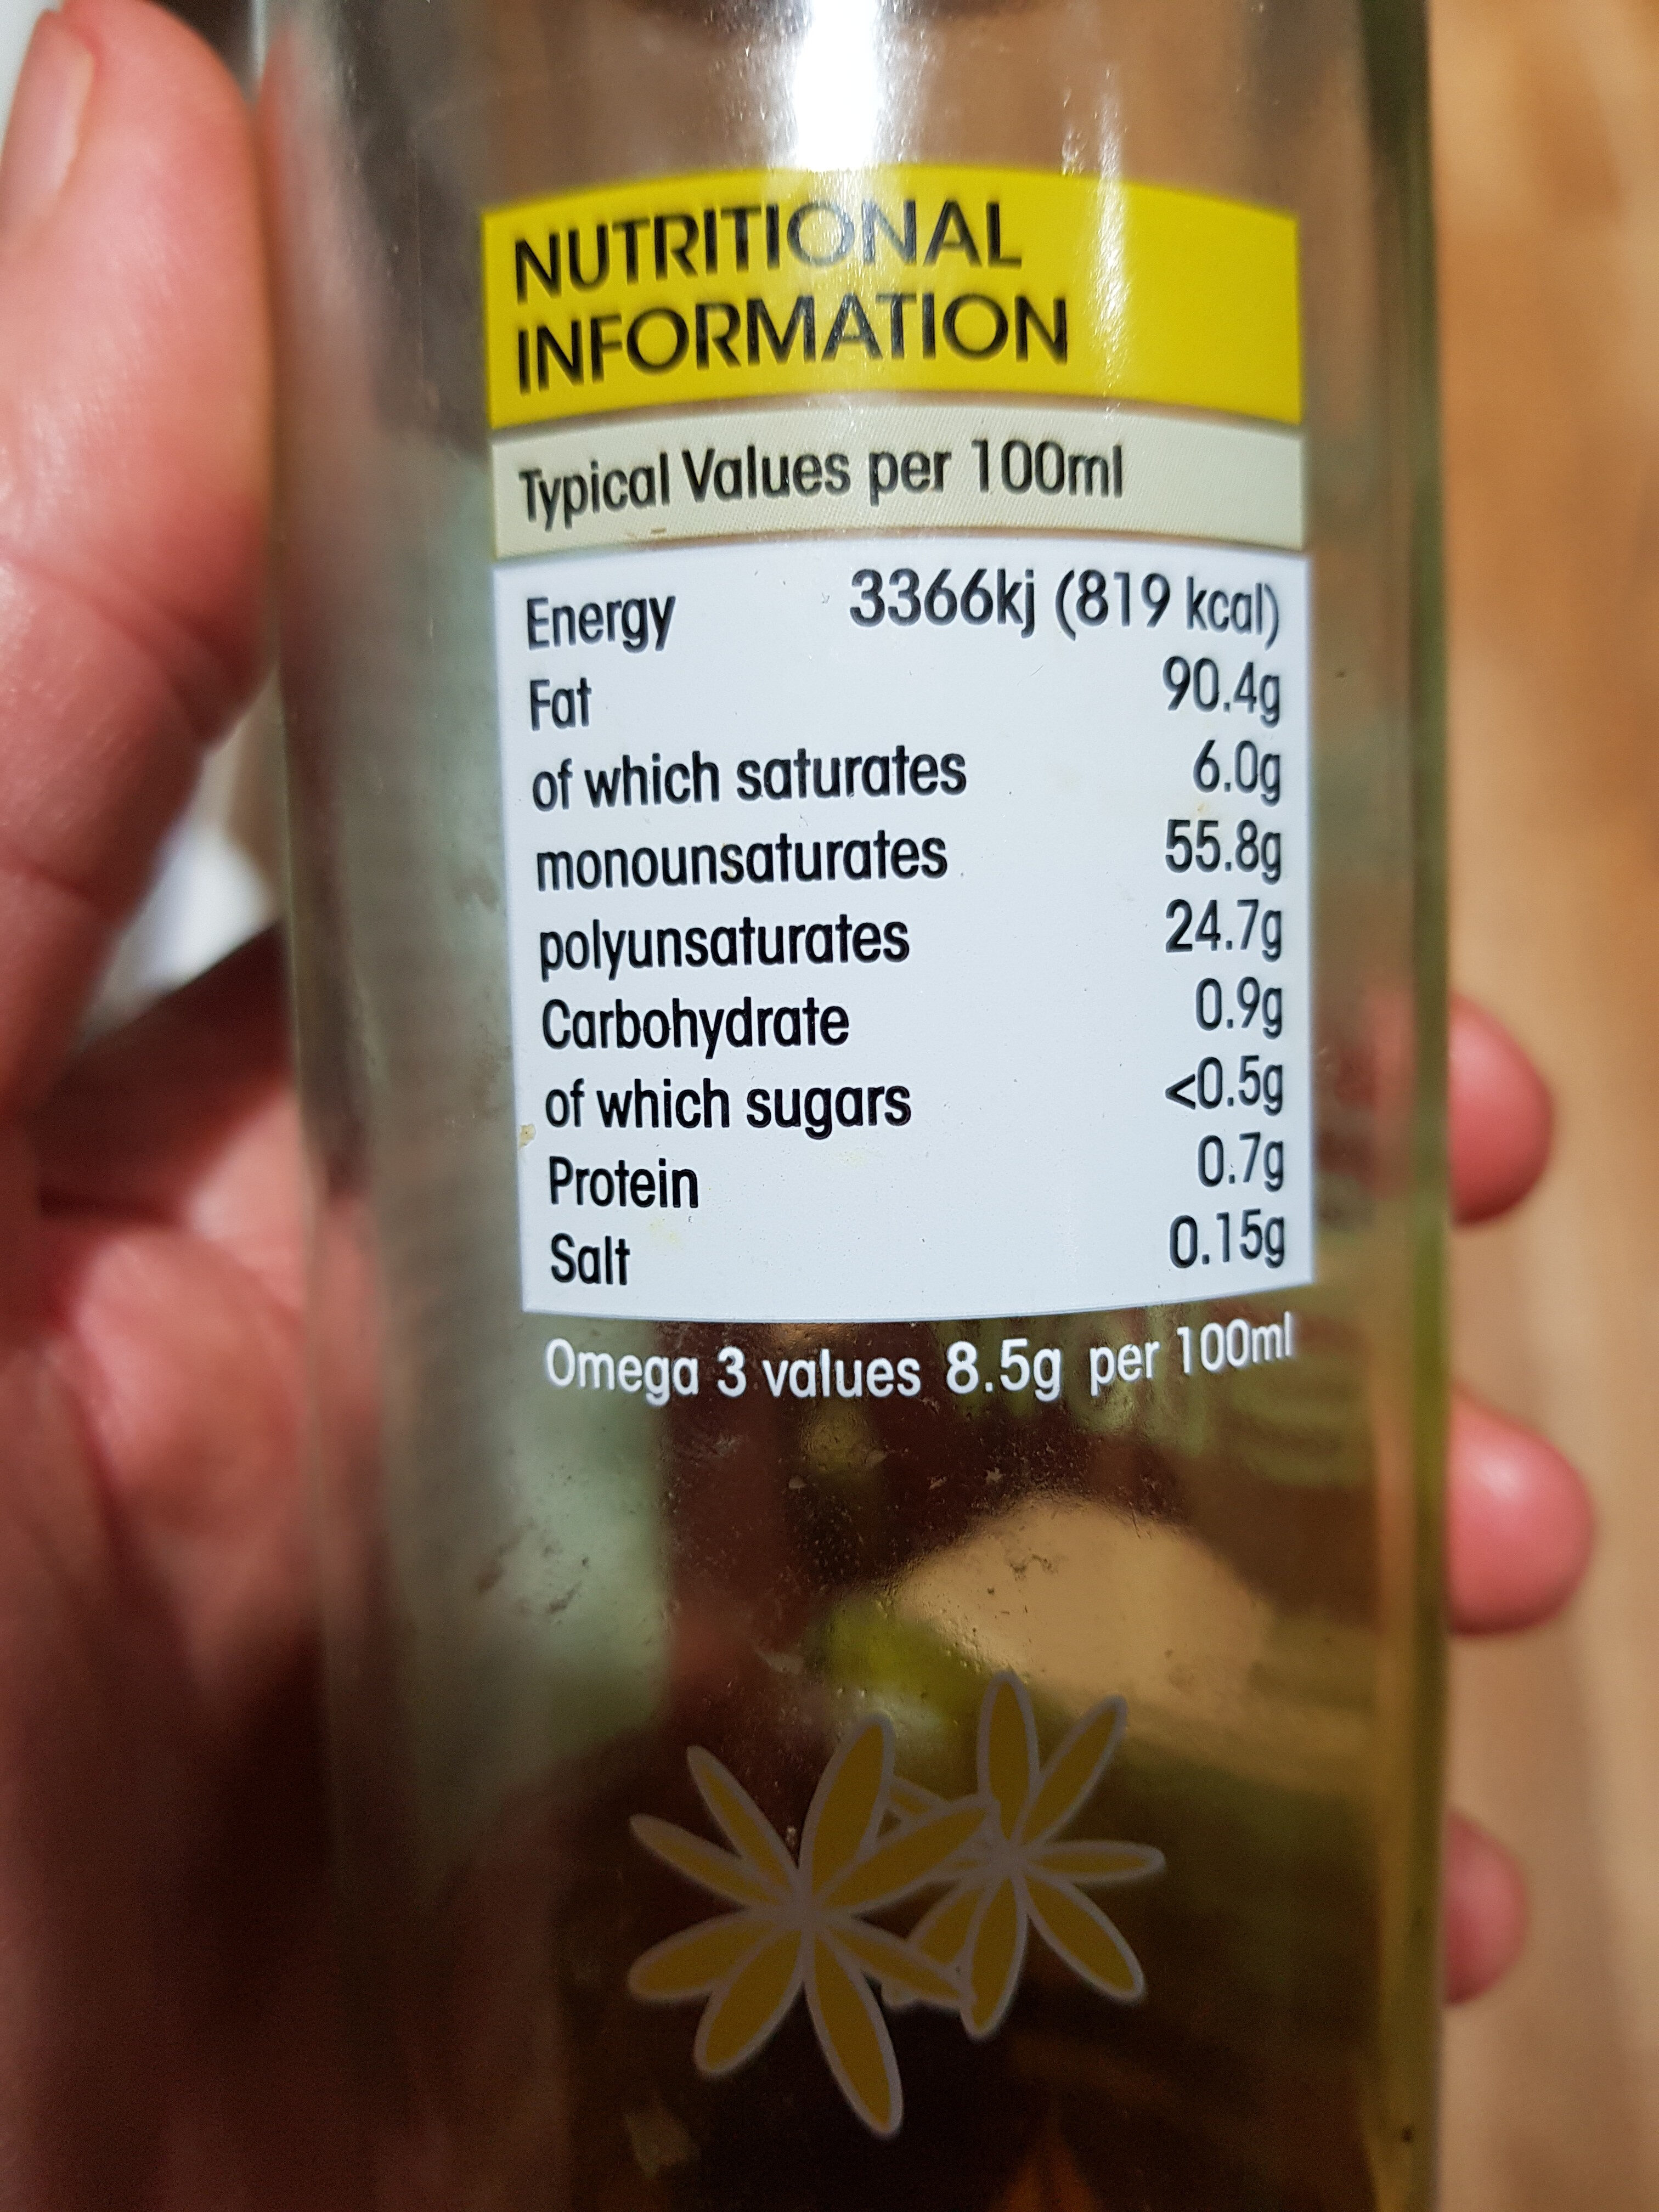 NUTRITIONAL
INFORMATION
Typical Values per 100ml
Energy 3366kj (819 kcal)
Fat 90.4g
of which saturates 6.0g
monounsaturates 55.8g
polyunsaturates 24.7g
Carbohydrate 0.9g
of which sugars <0.5g
Protein 0.7g
Salt 0.15g
Omega 3 values 8.5g per 100ml